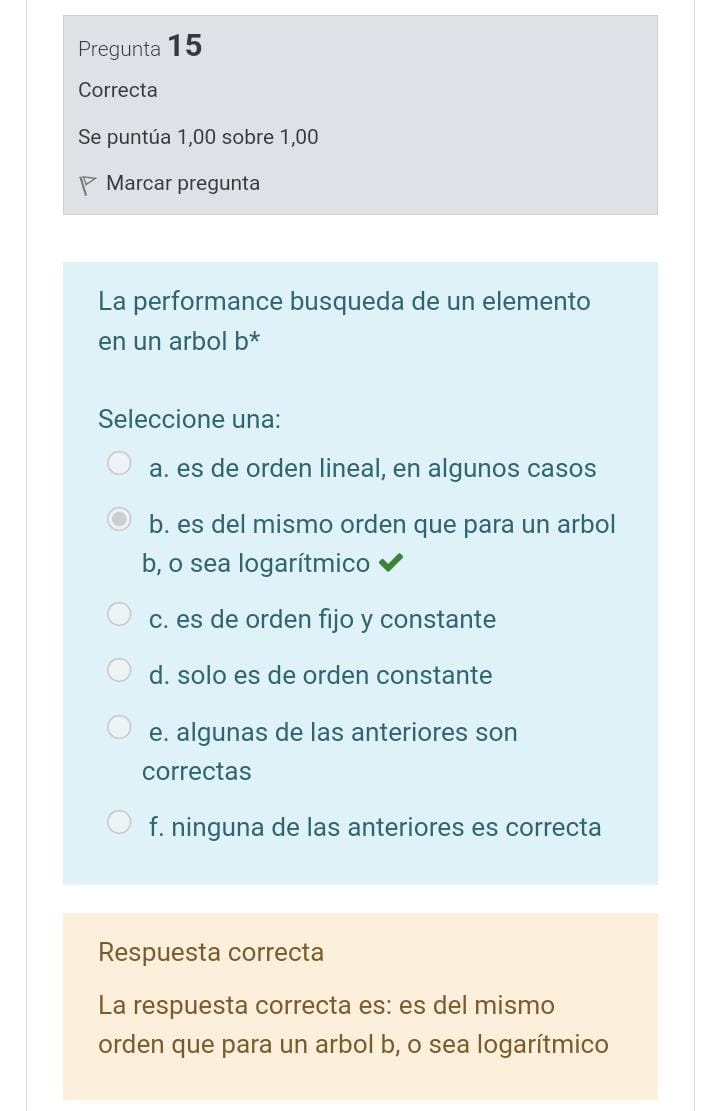 Pregunta 15
Correcta
Se puntúa 1,00 sobre 1,00
Marcar pregunta
La performance busqueda de un elemento
en un arbol b*
Seleccione una:
a. es de orden lineal, en algunos casos
b. es del mismo orden que para un arbol
b, o sea logarítmico
c. es de orden fijo y constante
d. solo es de orden constante
e. algunas de las anteriores son
correctas
f. ninguna de las anteriores es correcta
Respuesta correcta
La respuesta correcta es: es del mismo
orden que para un arbol b, o sea logarítmico